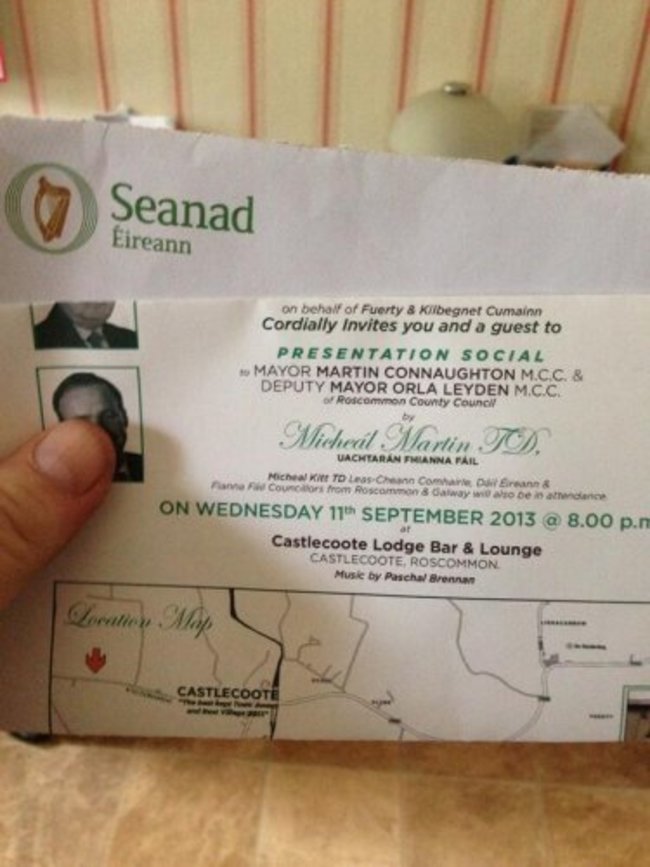 Seanad
Éireann
on behalf of Fuerty & Kilbegnet Cumainn
Cordially Invites you and a guest to
PRESENTATION SOCIAL
to MAYOR MARTIN CONNAUGHTON M.C.C. &
DEPUTY MAYOR ORLA LEYDEN M.C.C.
of Roscommon County Council
by
Micheál Martin TD,
UACHTARÁN FHIANNA FÁIL
Micheal Kitt TD Leas-Cheann Comhairle, Dáil Éireann &
Fianna Fáil Councillors from Roscommon & Galway will also be in attendance
ON WEDNESDAY 11th SEPTEMBER 2013 @ 8.00 p.m
at
Castlecoote Lodge Bar & Lounge
CASTLECOOTE, ROSCOMMON.
Music by Paschal Brennan
Location Map
CASTLECOOTE